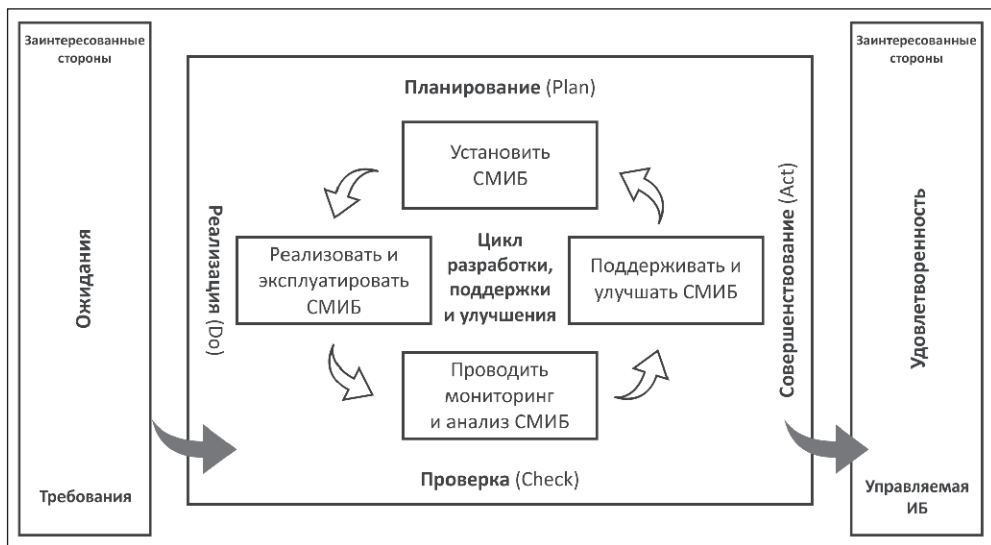 Заинтересованные
стороны
Ожидания
Требования
Планирование (Plan)
Установить
СМИБ
Реализация (Do)
Реализовать и
эксплуатировать
СМИБ
Цикл
разработки,
поддержки
и улучшения
Поддерживать и
улучшать СМИБ
Совершенствование (Act)
Проводить
мониторинг
и анализ СМИБ
Проверка (Check)
Заинтересованные
стороны
Удовлетворенность
Управляемая
ИБ